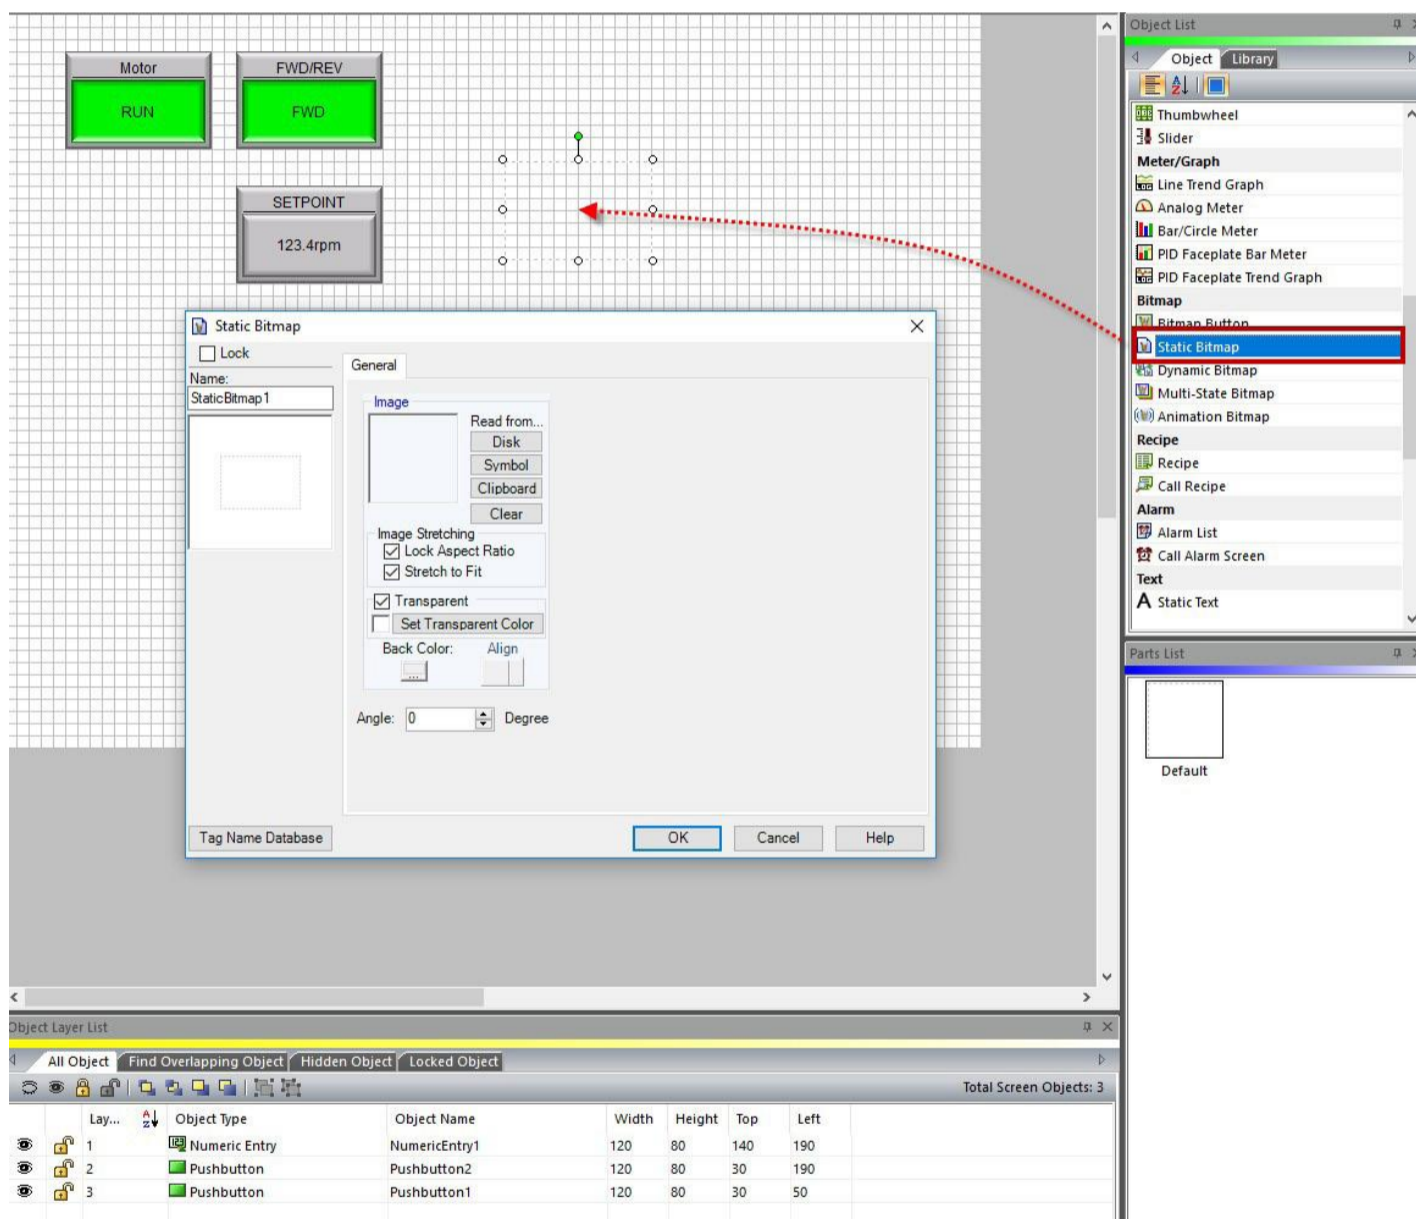 Motor
RUN
FWD/REV
FWD
SETPOINT
123.4rpm
Static Bitmap
Lock
Name:
StaticBitmap1
General
Image
Read from...
Disk
Symbol
Clipboard
Clear
Image Stretching
Lock Aspect Ratio
Stretch to Fit
Transparent
Set Transparent Color
Back Color:
Align
...
Angle:
0
Degree
Tag Name Database
OK
Cancel
Help
Object List
Object
Library
Thumbwheel
Slider
Meter/Graph
Line Trend Graph
Analog Meter
Bar/Circle Meter
PID Faceplate Bar Meter
PID Faceplate Trend Graph
Bitmap
Bitmap Button
Static Bitmap
Dynamic Bitmap
Multi-State Bitmap
Animation Bitmap
Recipe
Recipe
Call Recipe
Alarm
Alarm List
Call Alarm Screen
Text
A Static Text
Parts List
Default
Object Layer List
All Object
Find Overlapping Object
Hidden Object
Locked Object
Total Screen Objects: 3
Lay... Object Type Object Name Width Height Top Left
1 Numeric Entry NumericEntry1 120 80 140 190
2 Pushbutton Pushbutton2 120 80 30 190
3 Pushbutton Pushbutton1 120 80 30 50